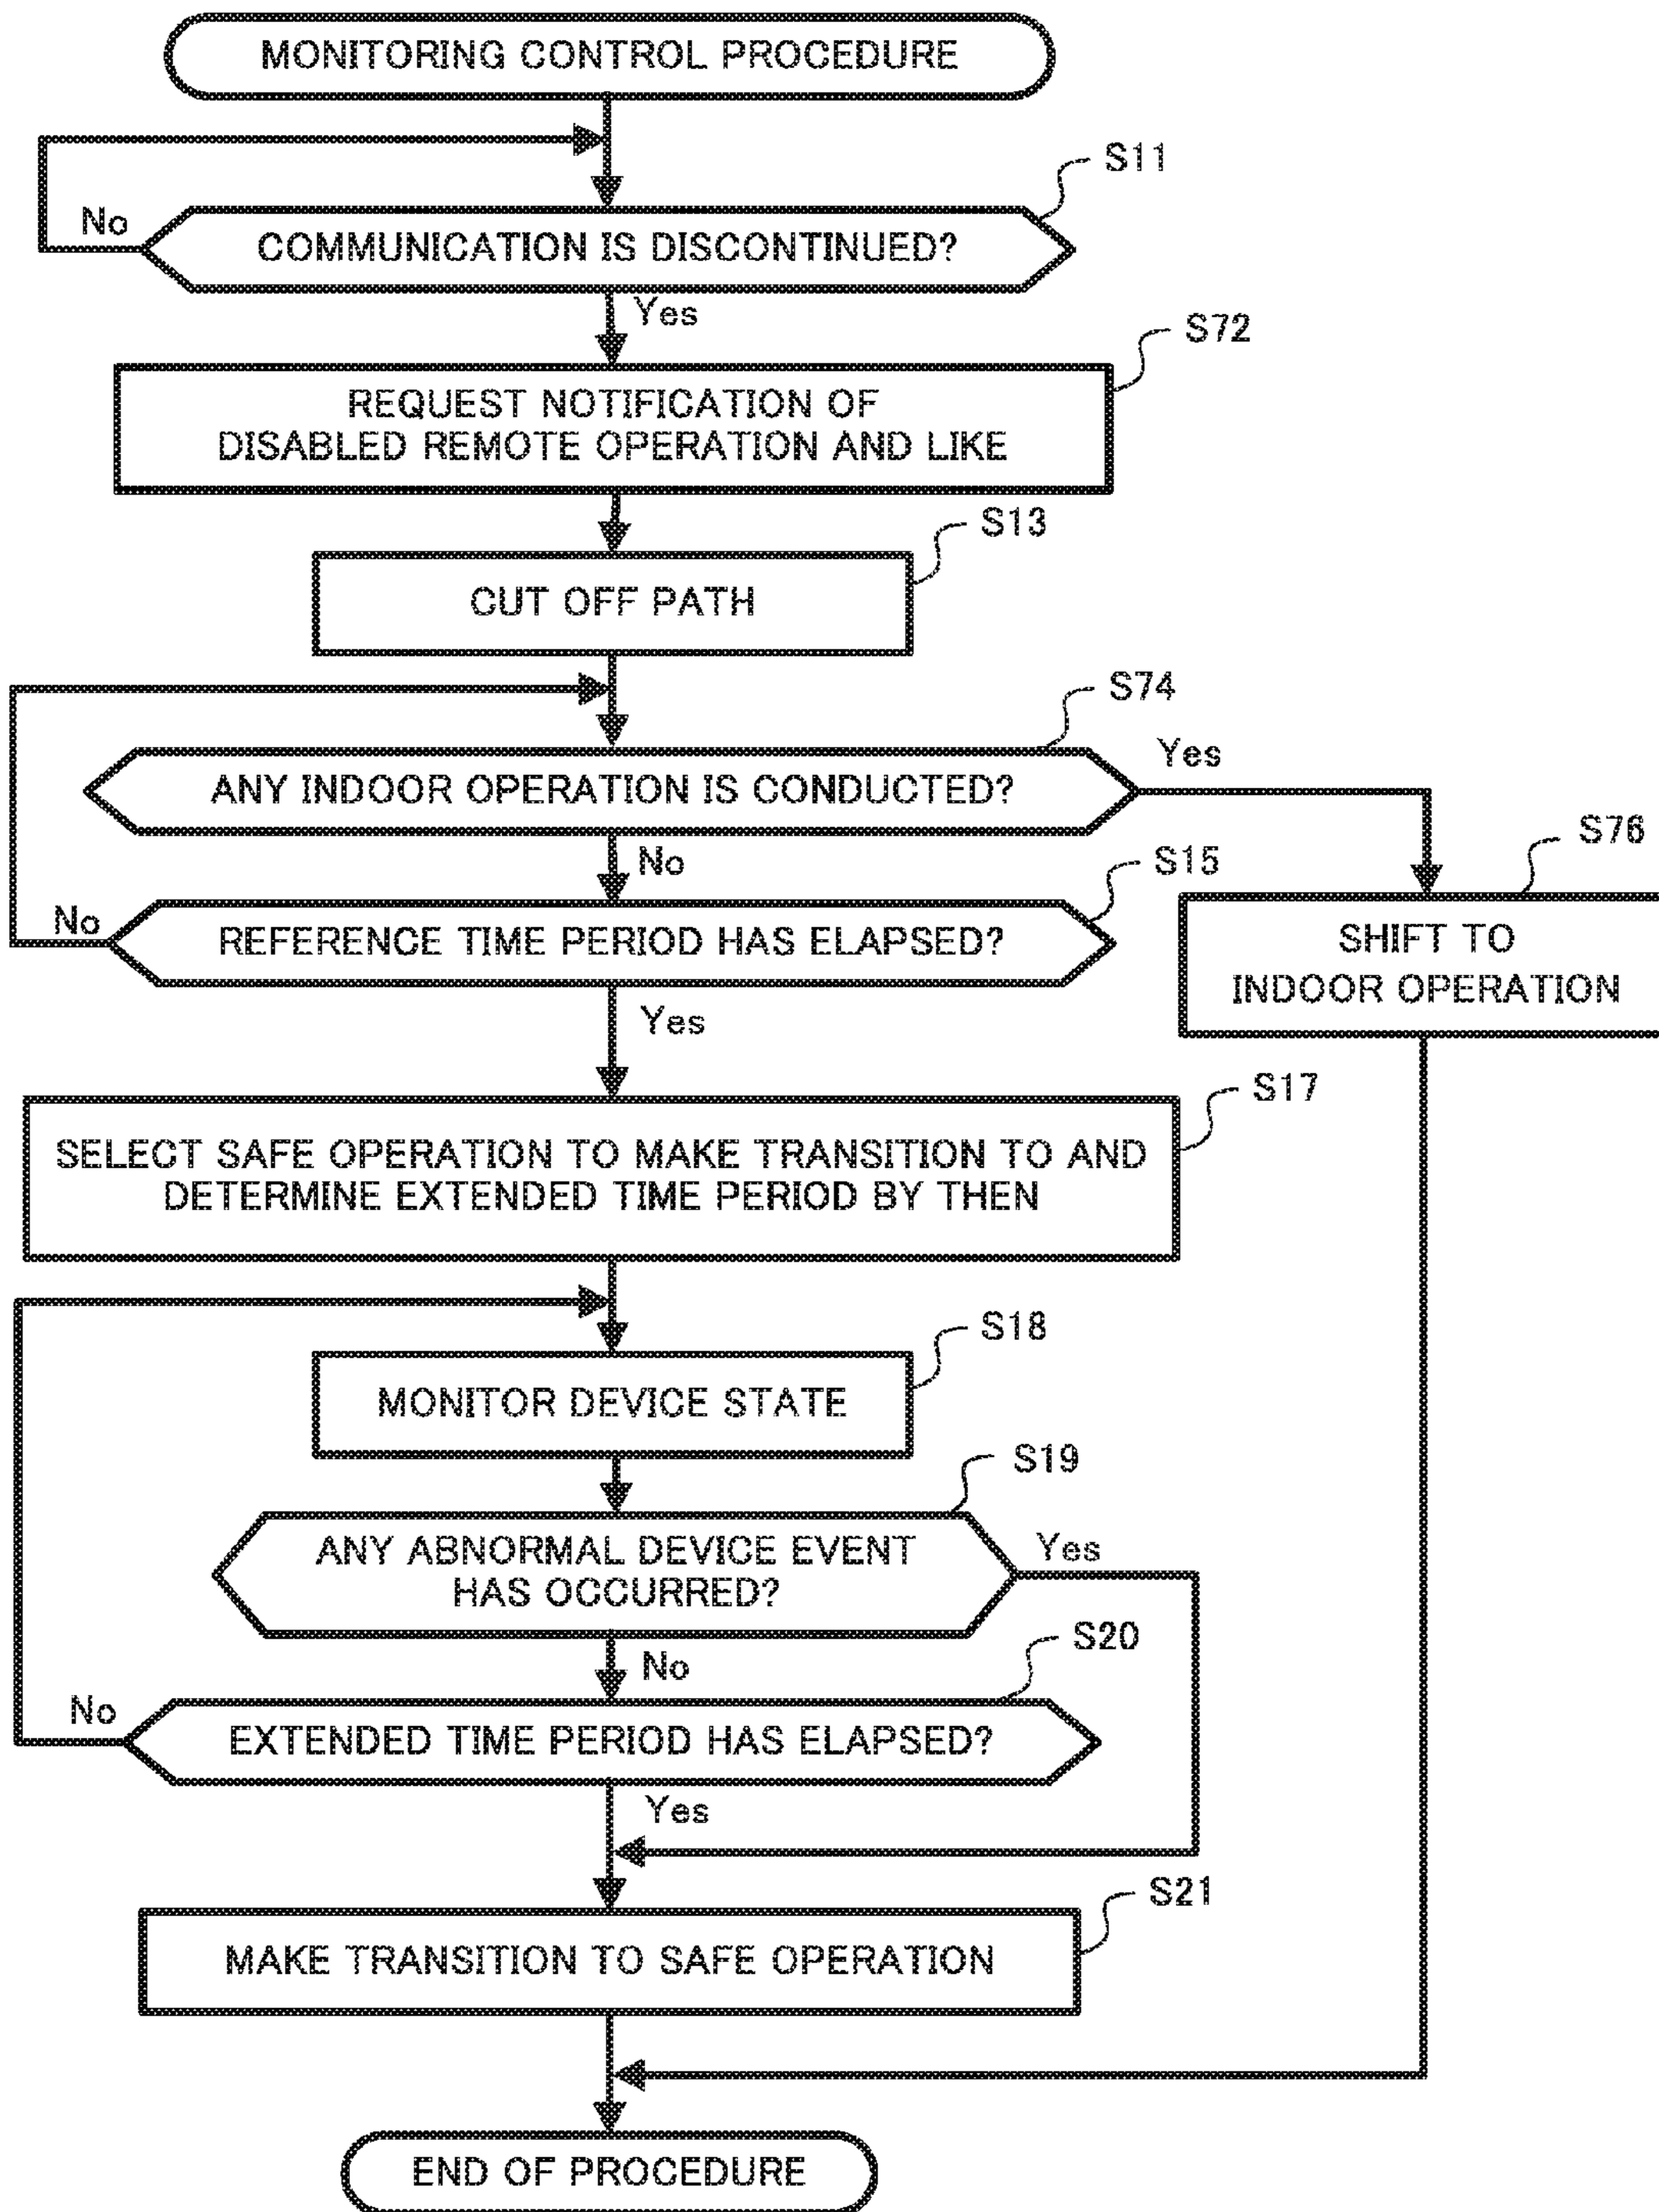 MONITORING CONTROL PROCEDURE
S11
No
COMMUNICATION IS DISCONTINUED?
Yes
S72
REQUEST NOTIFICATION OF
DISABLED REMOTE OPERATION AND LIKE
S13
CUT OFF PATH
S74
Yes
ANY INDOOR OPERATION IS CONDUCTED?
S76
No
S15
No
REFERENCE TIME PERIOD HAS ELAPSED?
SHIFT TO
INDOOR OPERATION
Yes
S17
SELECT SAFE OPERATION TO MAKE TRANSITION TO AND
DETERMINE EXTENDED TIME PERIOD BY THEN
S18
MONITOR DEVICE STATE
S19
ANY ABNORMAL DEVICE EVENT
HAS OCCURRED?
Yes
S20
No
No
EXTENDED TIME PERIOD HAS ELAPSED?
Yes
S21
MAKE TRANSITION TO SAFE OPERATION
END OF PROCEDURE